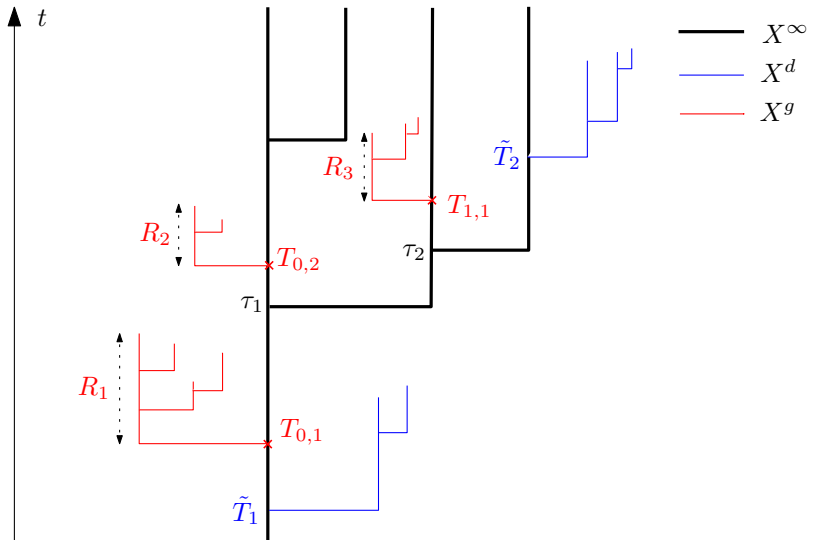 t
X^∞
X^d
X^g
T̃_2
R_3
T_{1,1}
R_2
T_{0,2}
τ_2
τ_1
R_1
T_{0,1}
T̃_1